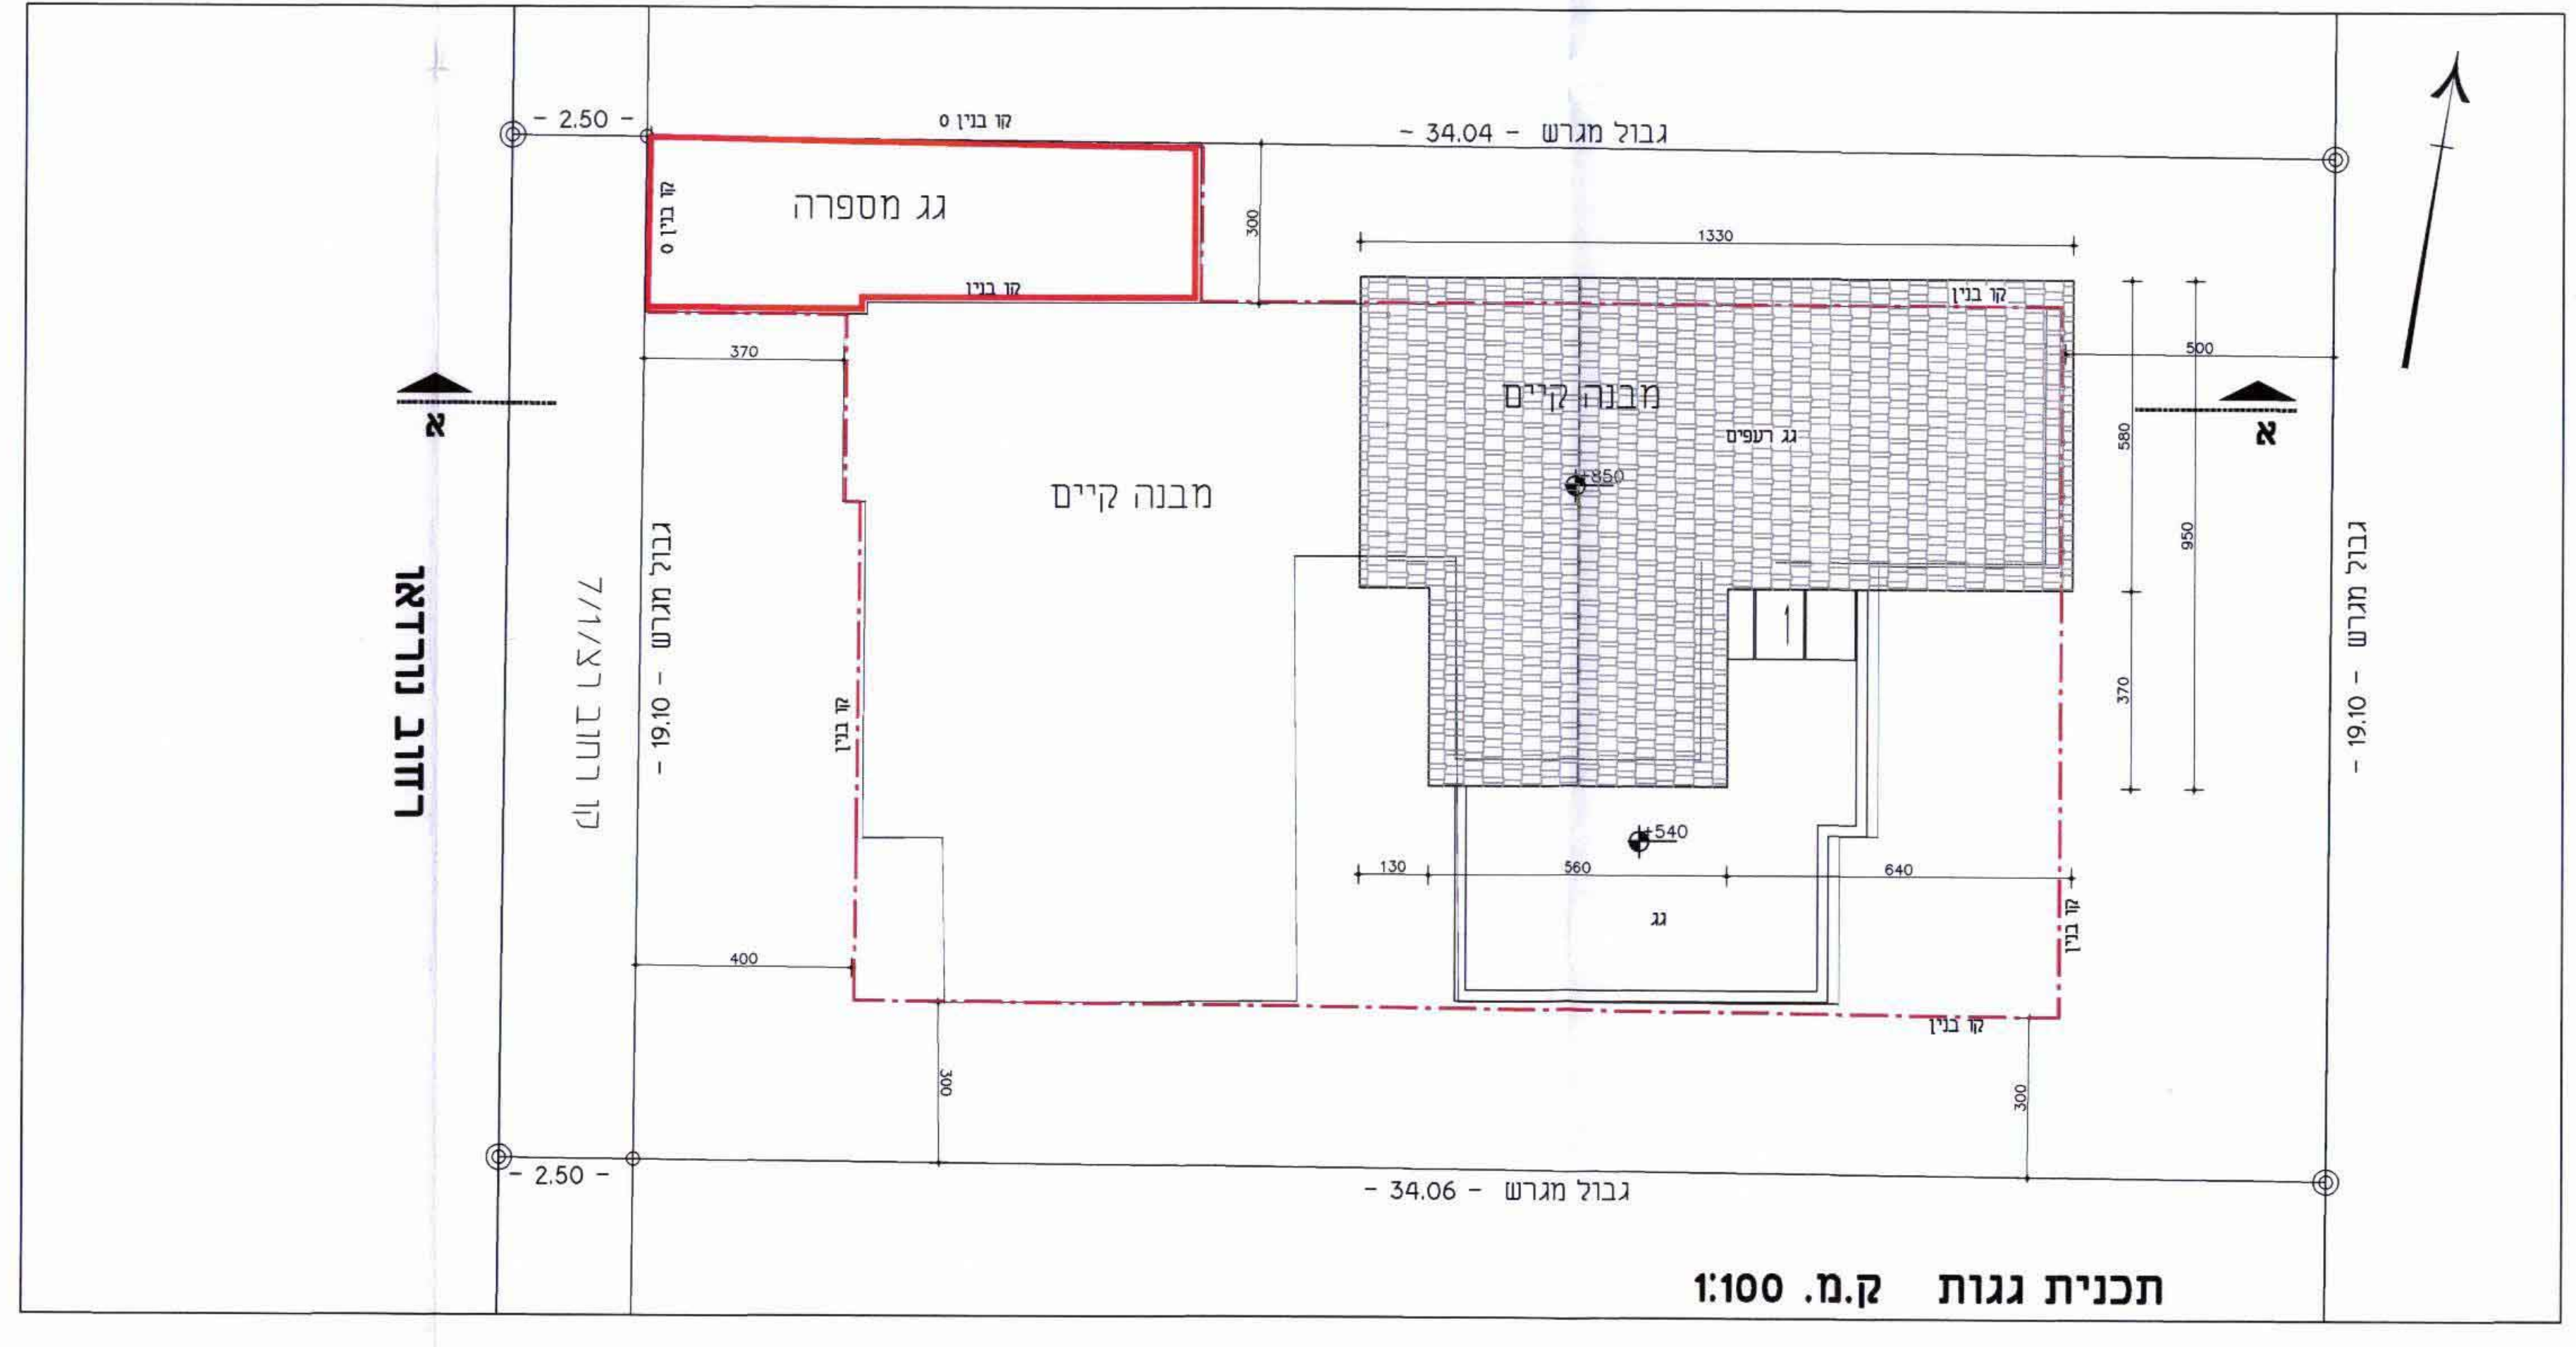 - 2.50 -
קו בנין 0
גבול מגרש - 34.04 -
גג מספרה
קו בנין 0
קו בנין
300
1330
קו בנין
370
500
מבנה קיים
גג רעפים
+850
580
950
א
א
מבנה קיים
גבול מגרש - 19.10 -
גבול מגרש - 19.10 -
קו רחוב רצ/1/7
רחוב נורדאו
קו בנין
370
+540
130
560
640
גג
קו בנין
400
קו בנין
300
300
- 2.50 -
גבול מגרש - 34.06 -
תכנית גגות ק.מ. 1:100